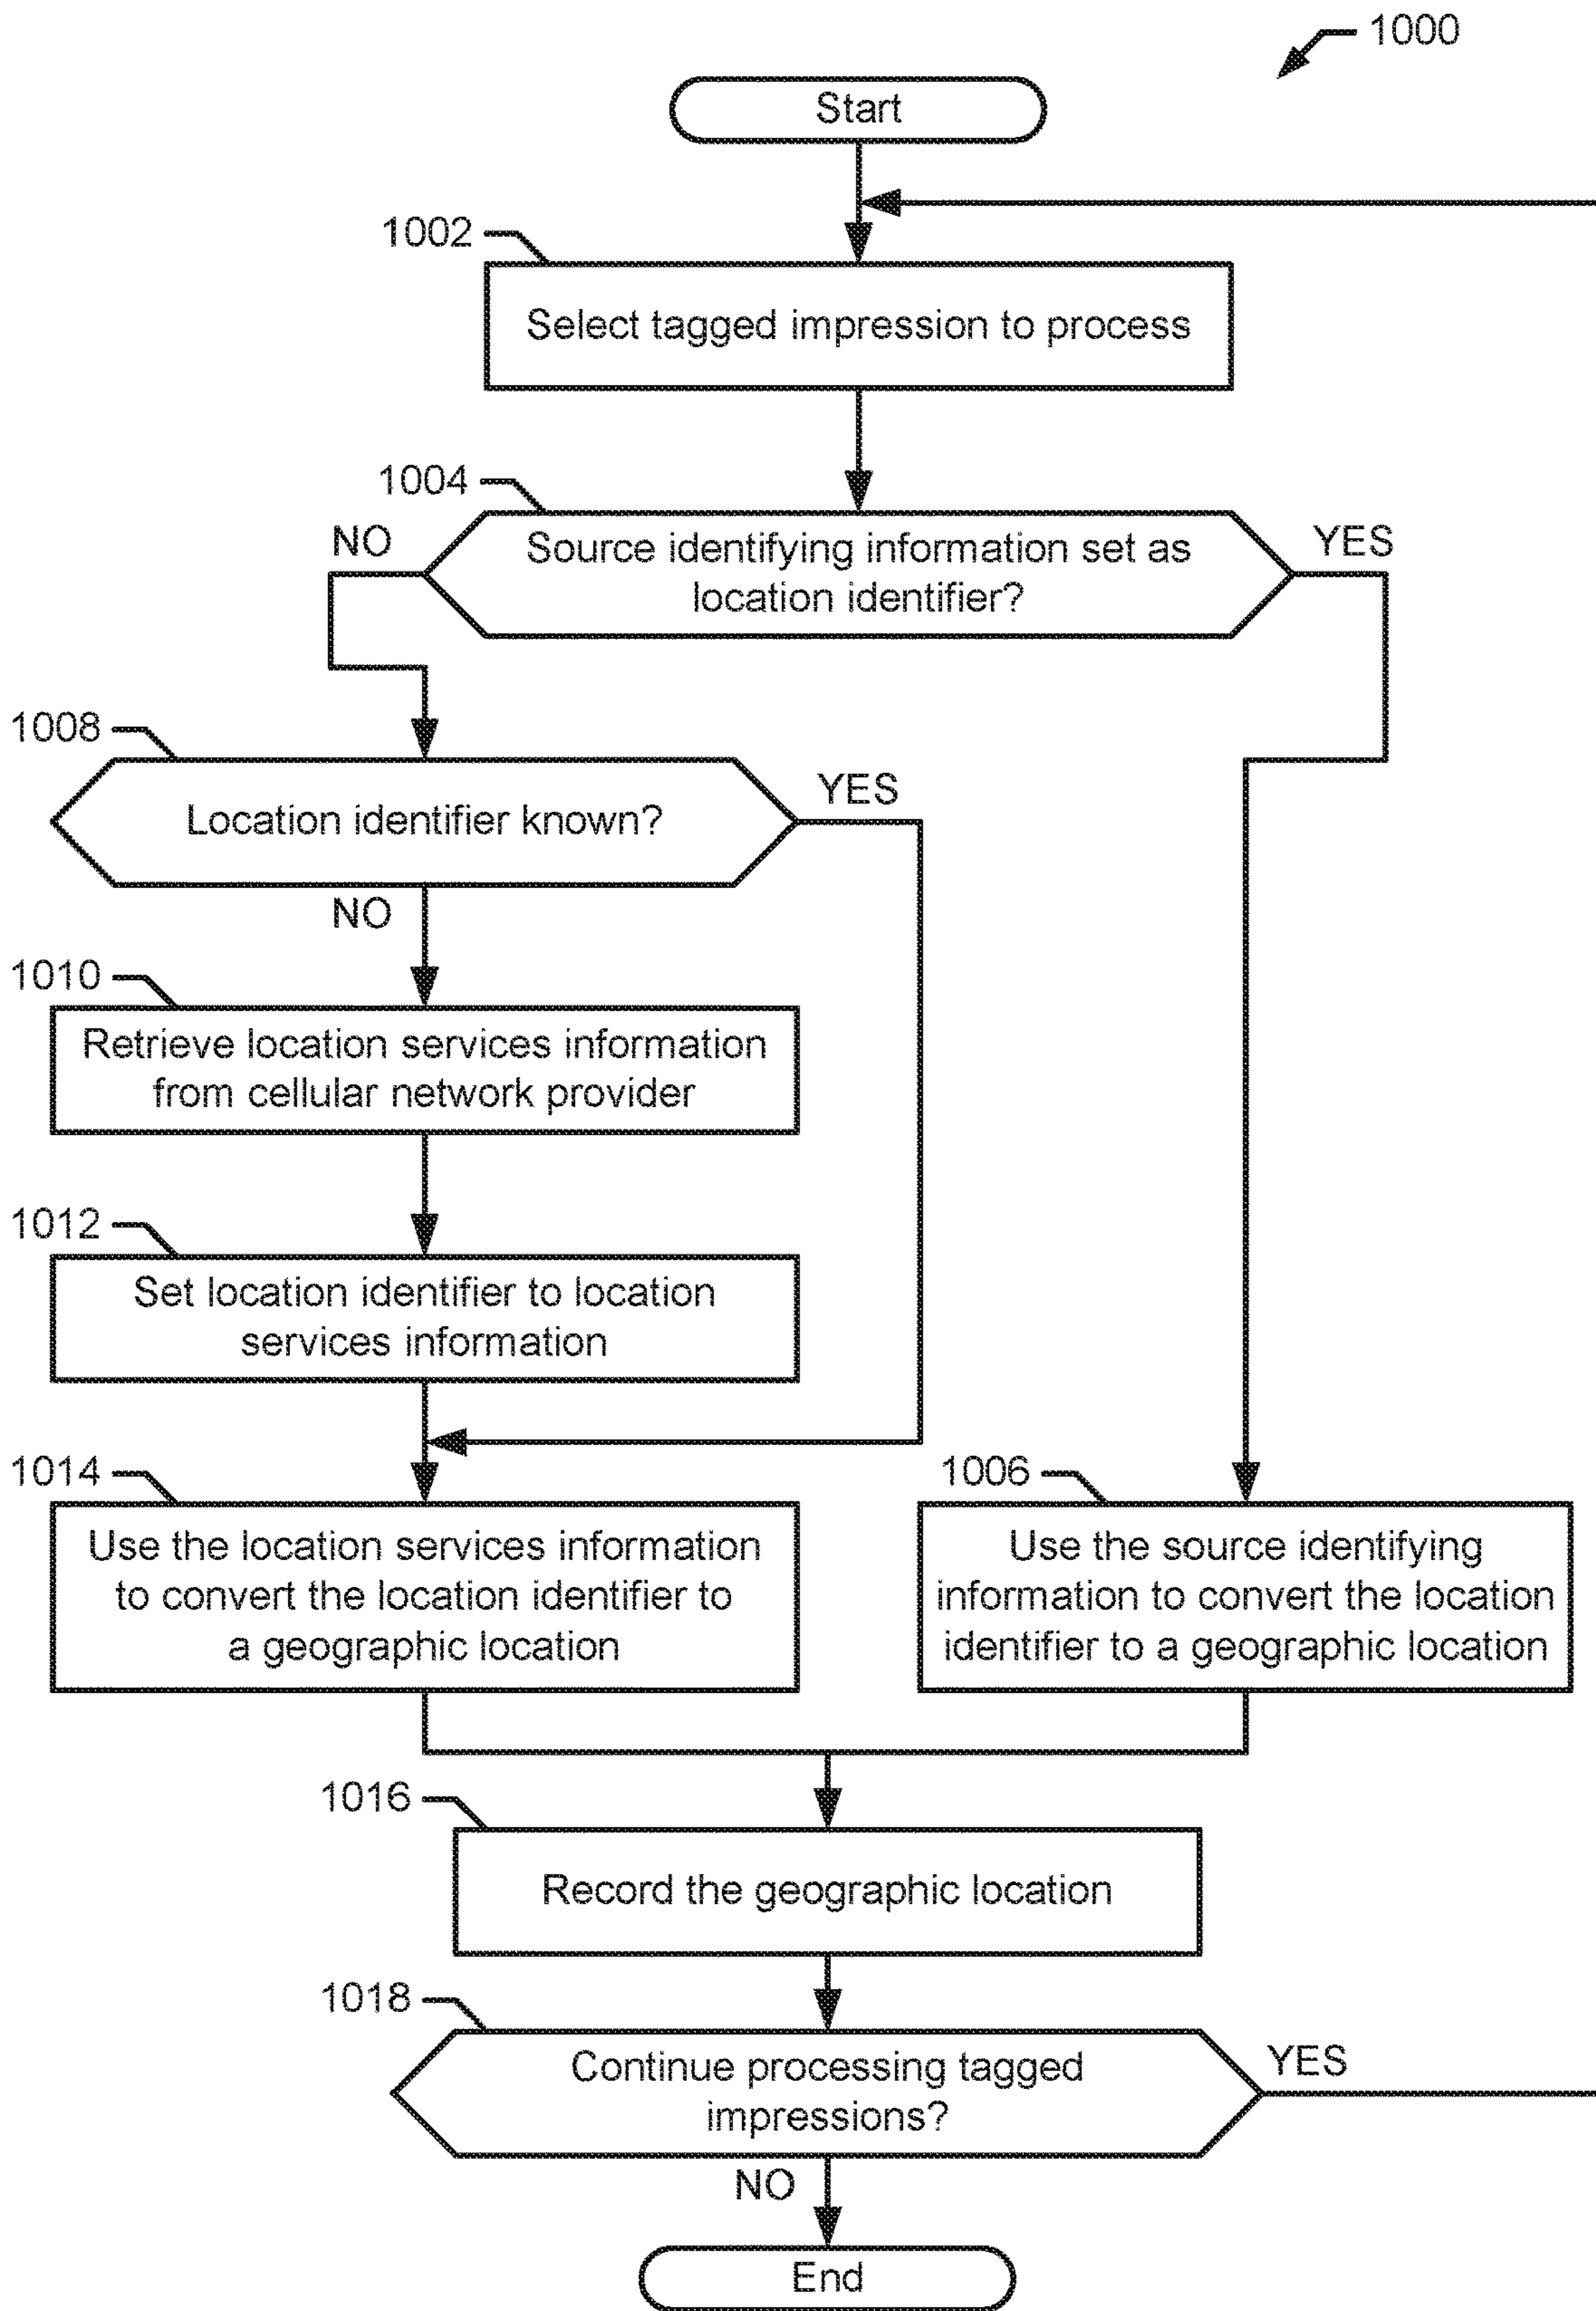 1000
Start
1002
Select tagged impression to process
1004
NO
Source identifying information set as
location identifier?
YES
1008
Location identifier known?
YES
NO
1010
Retrieve location services information
from cellular network provider
1012
Set location identifier to location
services information
1014
Use the location services information
to convert the location identifier to
a geographic location
1006
Use the source identifying
information to convert the location
identifier to a geographic location
1016
Record the geographic location
1018
Continue processing tagged
impressions?
YES
NO
End